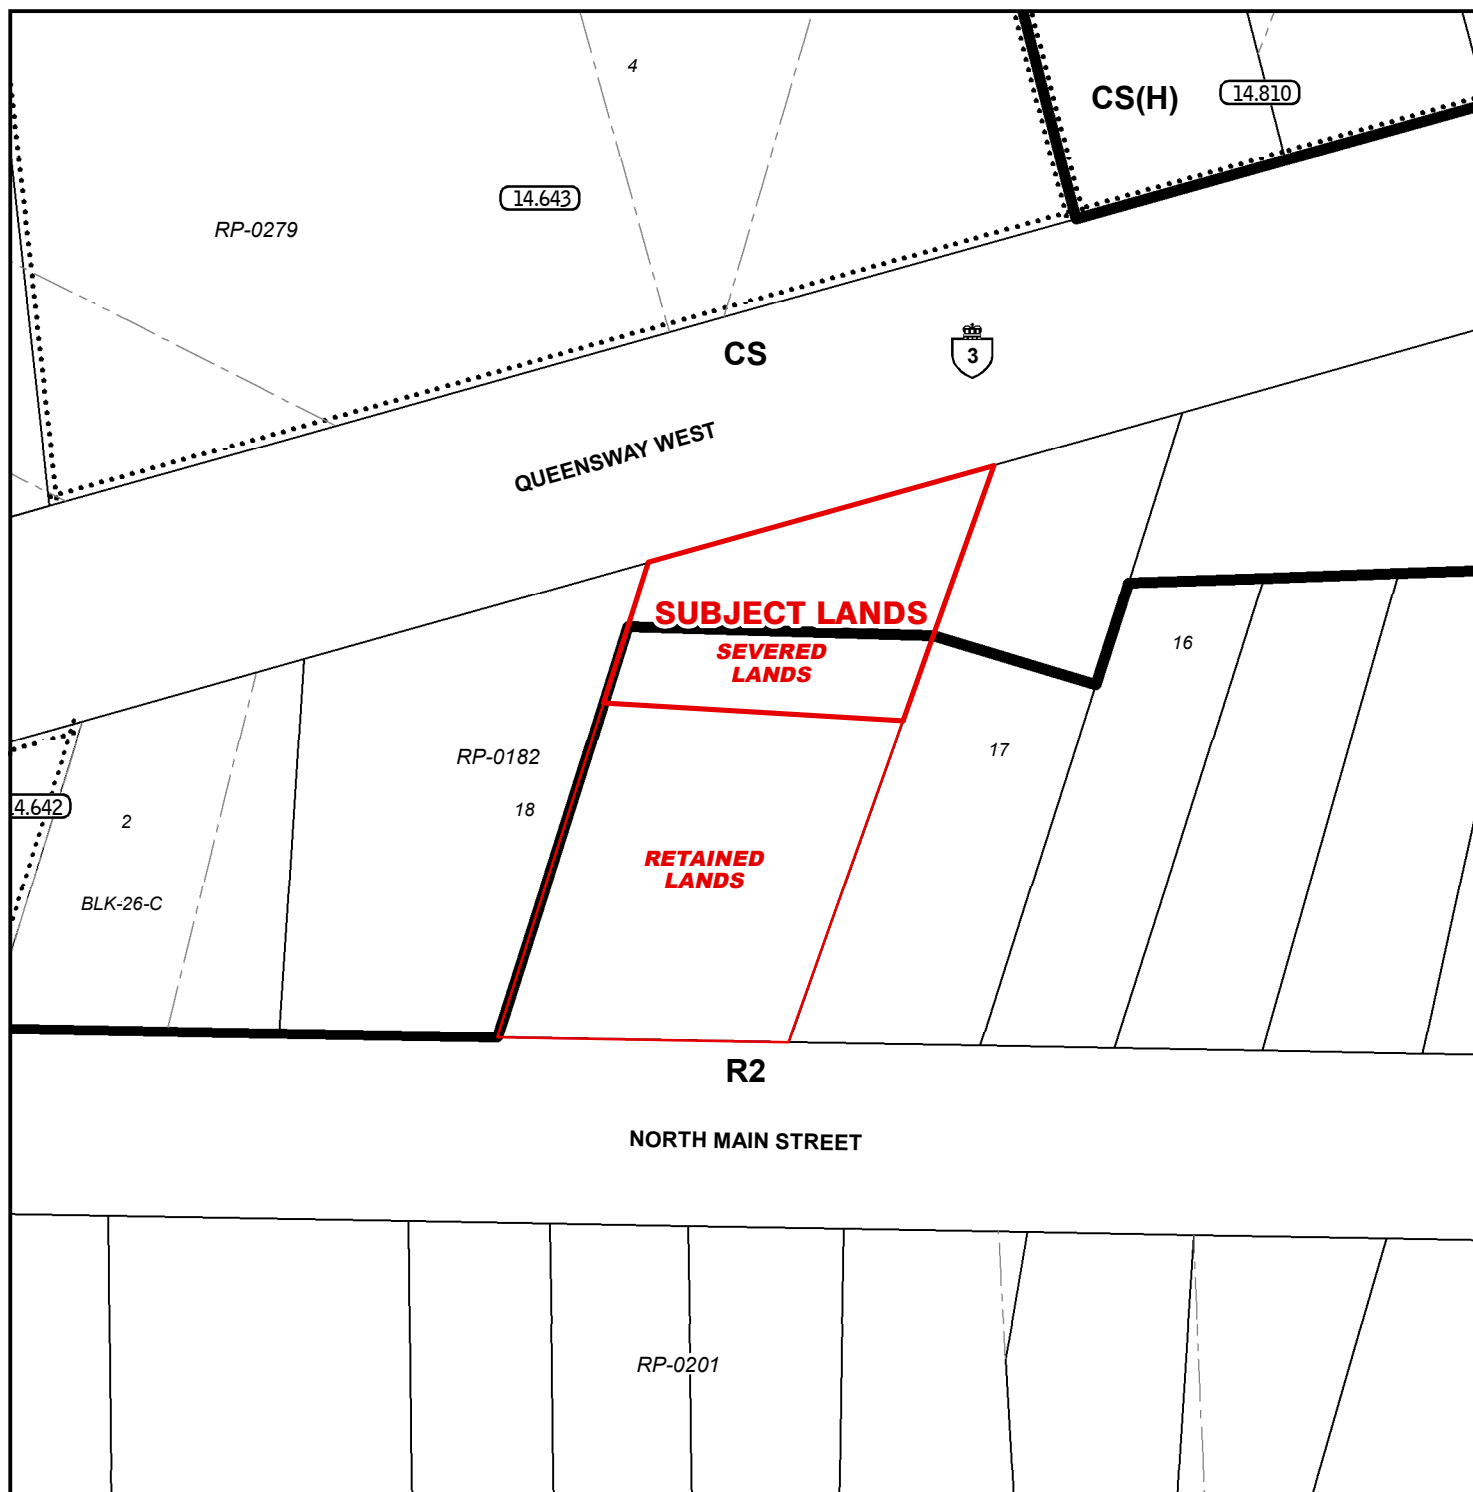 4
CS(H)
14.810
14.643
RP-0279
CS
3
QUEENSWAY WEST
SUBJECT LANDS
SEVERED
LANDS
16
17
RP-0182
18
4.642
2
RETAINED
LANDS
BLK-26-C
R2
NORTH MAIN STREET
RP-0201